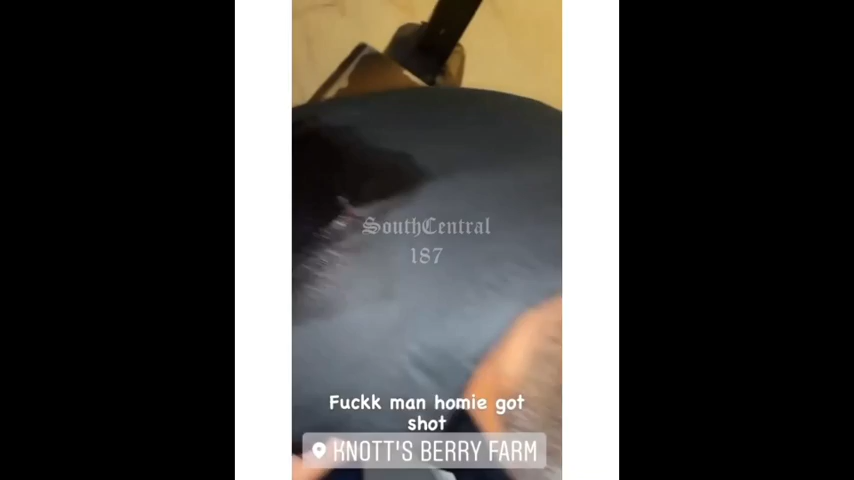 SouthCentral
187
Fuckk man homie got
shot
KNOTT'S BERRY FARM